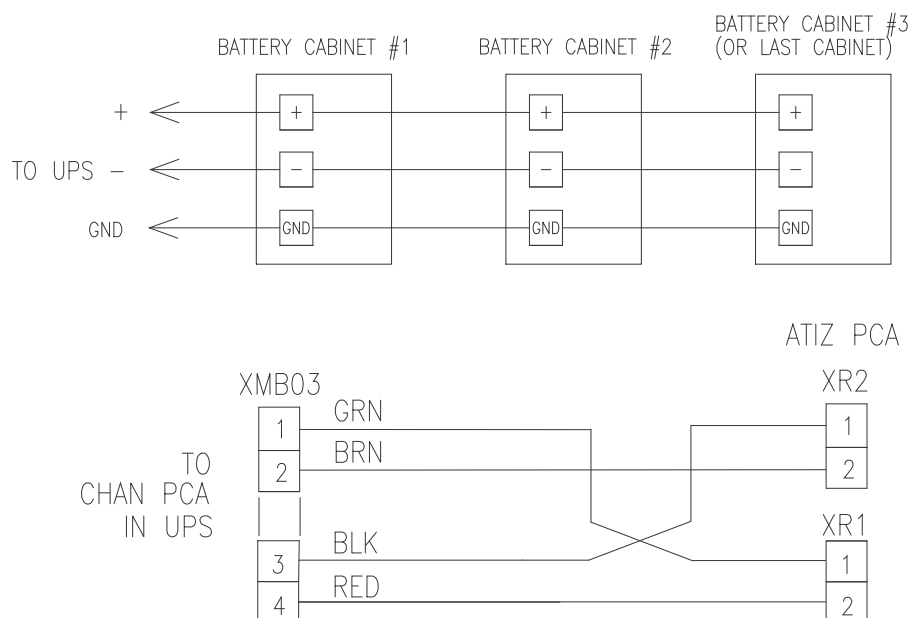 BATTERY CABINET #1
BATTERY CABINET #2
BATTERY CABINET #3
(OR LAST CABINET)
+ + + +
TO UPS - - - -
GND GND GND GND
ATIZ PCA
XMB03
XR2
1 GRN 1
2 BRN 2
TO
CHAN PCA
IN UPS
XR1
3 BLK 1
4 RED 2